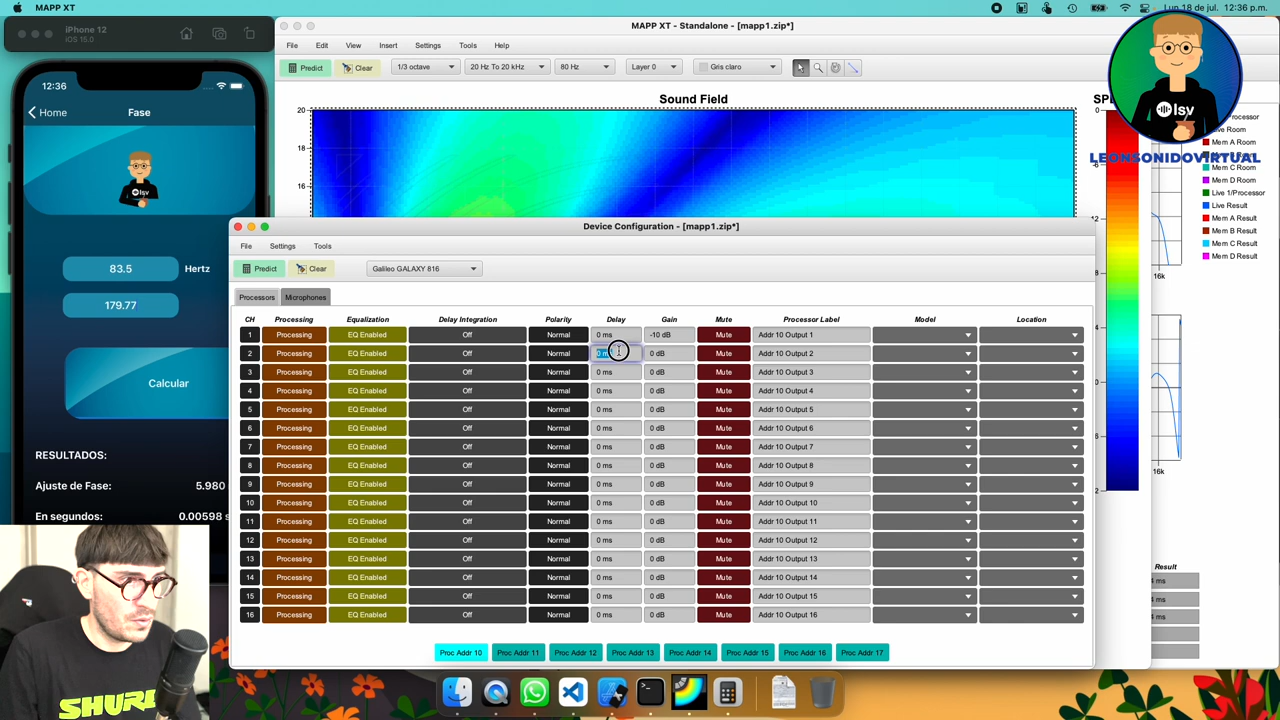 MAPP XT
Lun 18 de jul. 12:36 p.m.
iPhone 12
iOS 15.0
12:36
Home
Fase
83.5
Hertz
179.77
Calcular
RESULTADOS:
Ajuste de Fase:
5.980
En segundos:
0.00598 s
MAPP XT - Standalone - [mapp1.zip*]
File Edit View Insert Settings Tools Help
Predict Clear 1/3 octave 20 Hz To 20 kHz 80 Hz Layer 0 Gris claro
Sound Field
20
18
16
lsv
LEONSONIDOVIRTUAL
Mem A Room
Mem C Room
Mem D Room
Live 1/Processor
Live Result
Mem A Result
Mem B Result
Mem C Result
Mem D Result
16k
16k
Result
4 ms
4 ms
4 ms
Device Configuration - [mapp1.zip*]
File Settings Tools
Predict Clear Galileo GALAXY 816
Processors Microphones
CH Processing Equalization Delay Integration Polarity Delay Gain Mute Processor Label Model Location
1 Processing EQ Enabled Off Normal 0 ms -10 dB Mute Addr 10 Output 1
2 Processing EQ Enabled Off Normal 0 dB Mute Addr 10 Output 2
3 Processing EQ Enabled Off Normal 0 ms 0 dB Mute Addr 10 Output 3
4 Processing EQ Enabled Off Normal 0 ms 0 dB Mute Addr 10 Output 4
5 Processing EQ Enabled Off Normal 0 ms 0 dB Mute Addr 10 Output 5
6 Processing EQ Enabled Off Normal 0 ms 0 dB Mute Addr 10 Output 6
7 Processing EQ Enabled Off Normal 0 ms 0 dB Mute Addr 10 Output 7
8 Processing EQ Enabled Off Normal 0 ms 0 dB Mute Addr 10 Output 8
9 Processing EQ Enabled Off Normal 0 ms 0 dB Mute Addr 10 Output 9
10 Processing EQ Enabled Off Normal 0 ms 0 dB Mute Addr 10 Output 10
11 Processing EQ Enabled Off Normal 0 ms 0 dB Mute Addr 10 Output 11
12 Processing EQ Enabled Off Normal 0 ms 0 dB Mute Addr 10 Output 12
13 Processing EQ Enabled Off Normal 0 ms 0 dB Mute Addr 10 Output 13
14 Processing EQ Enabled Off Normal 0 ms 0 dB Mute Addr 10 Output 14
15 Processing EQ Enabled Off Normal 0 ms 0 dB Mute Addr 10 Output 15
16 Processing EQ Enabled Off Normal 0 ms 0 dB Mute Addr 10 Output 16
Proc Addr 10 Proc Addr 11 Proc Addr 12 Proc Addr 13 Proc Addr 14 Proc Addr 15 Proc Addr 16 Proc Addr 17
SHURE